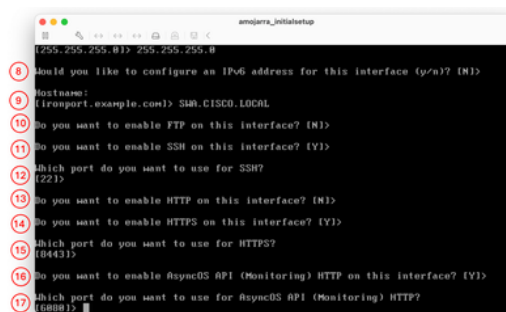 amojarra_initialsetup
[255.255.255.0]> 255.255.255.0
8
Would you like to configure an IPv6 address for this interface (y/n)? [N]>
Hostname:
9
[ironport.example.com]> SWA.CISCO.LOCAL
10
Do you want to enable FTP on this interface? [N]>
11
Do you want to enable SSH on this interface? [Y]>
Which port do you want to use for SSH?
12
[22]>
13
Do you want to enable HTTP on this interface? [N]>
14
Do you want to enable HTTPS on this interface? [Y]>
Which port do you want to use for HTTPS?
15
[8443]>
16
Do you want to enable AsyncOS API (Monitoring) HTTP on this interface? [Y]>
Which port do you want to use for AsyncOS API (Monitoring) HTTP?
17
[6080]>